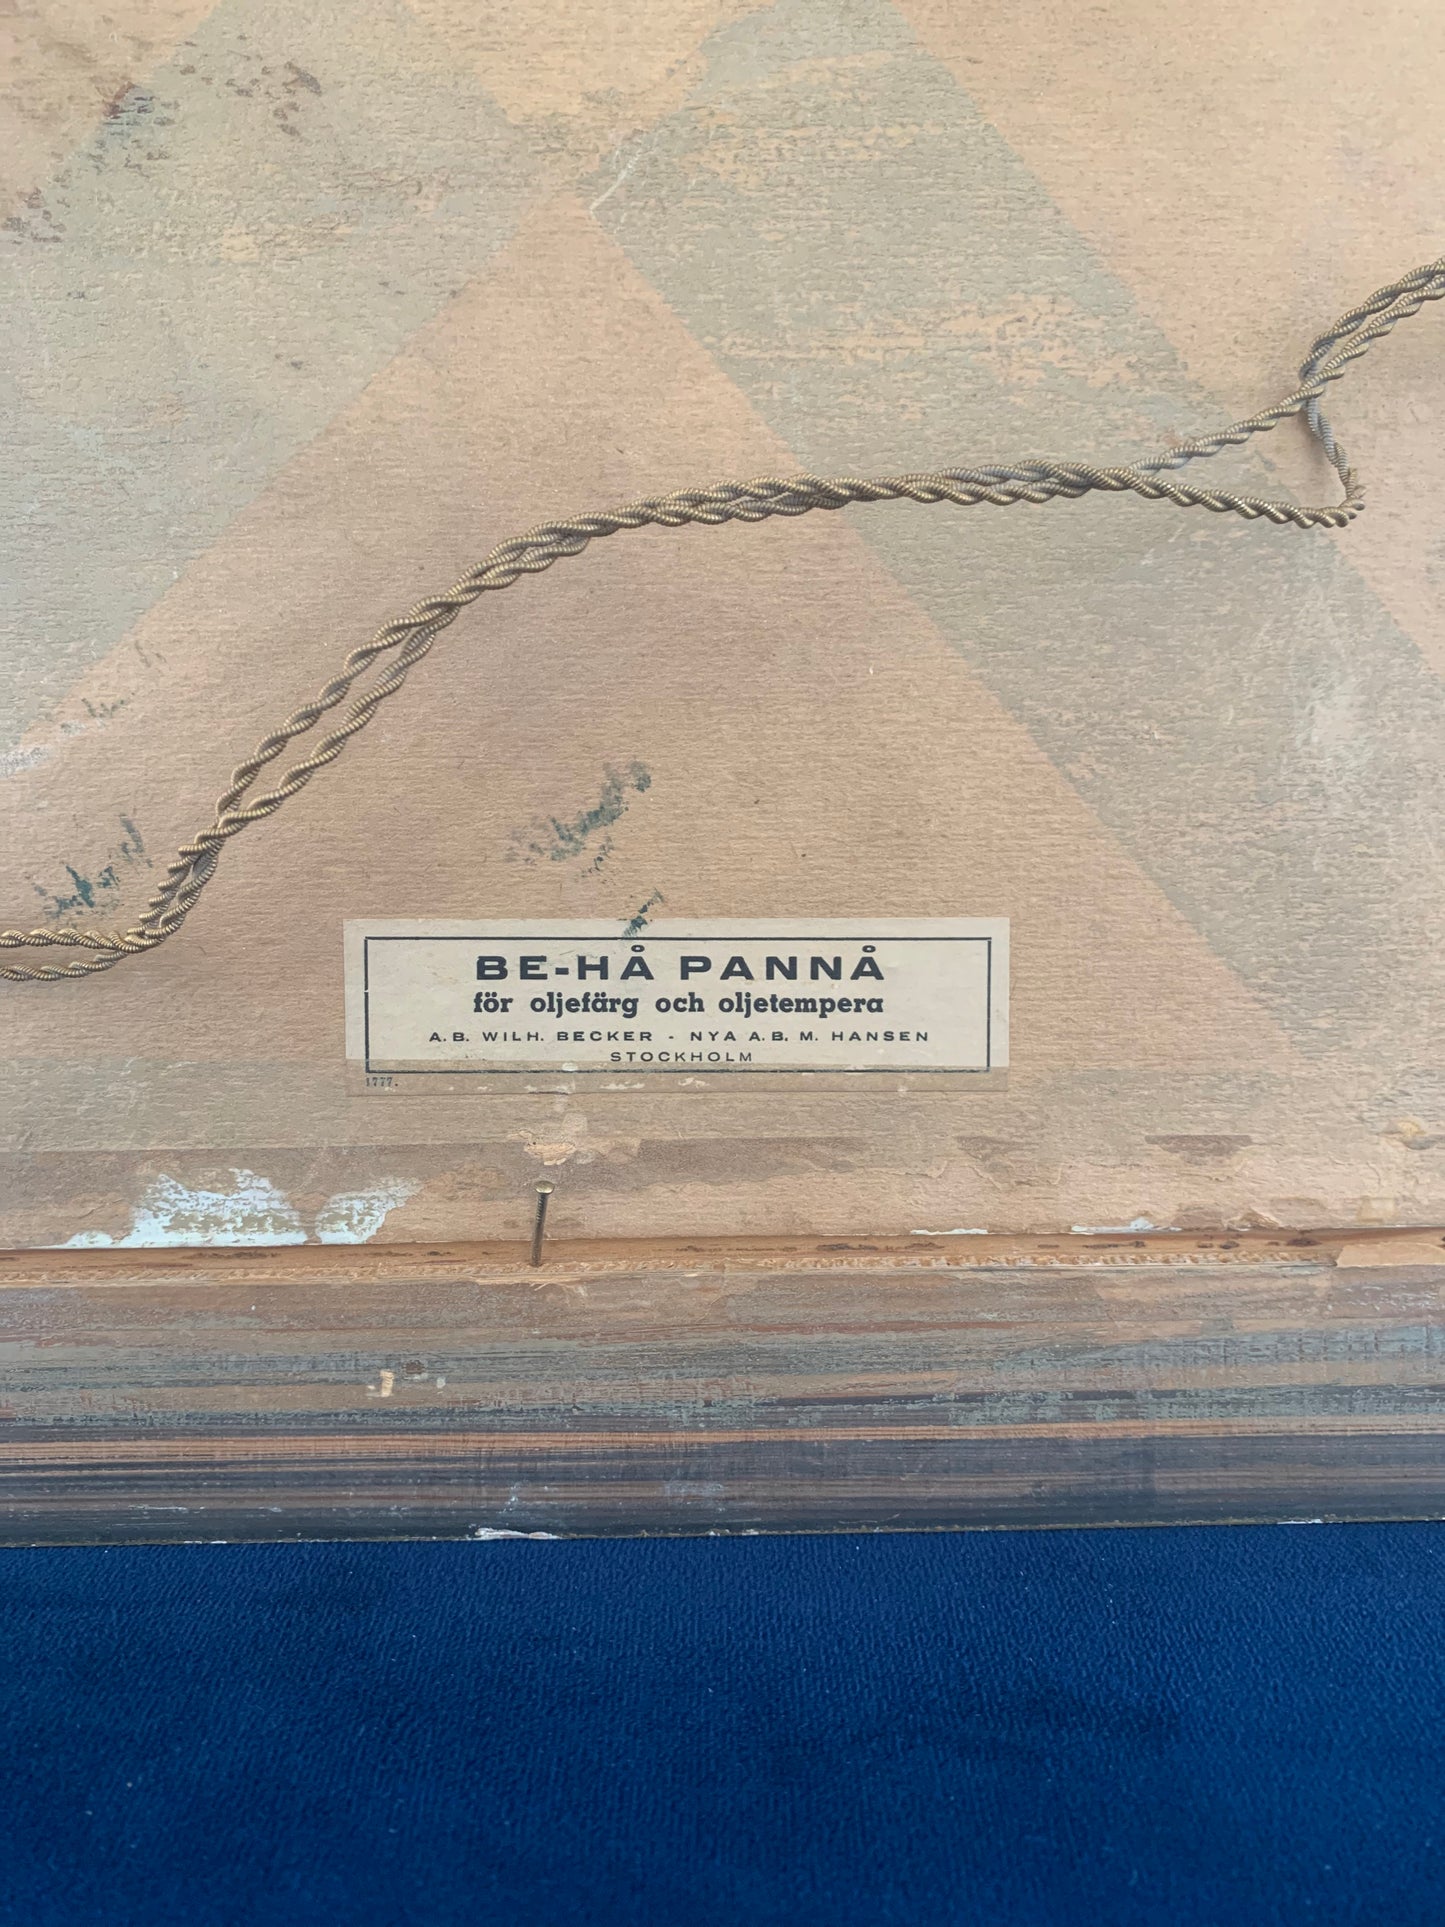 BE-HÅ PANNÅ
för oljefärg och oljetempera
A.B. WILH. BECKER - NYA A.B. M. HANSEN
STOCKHOLM
1777.